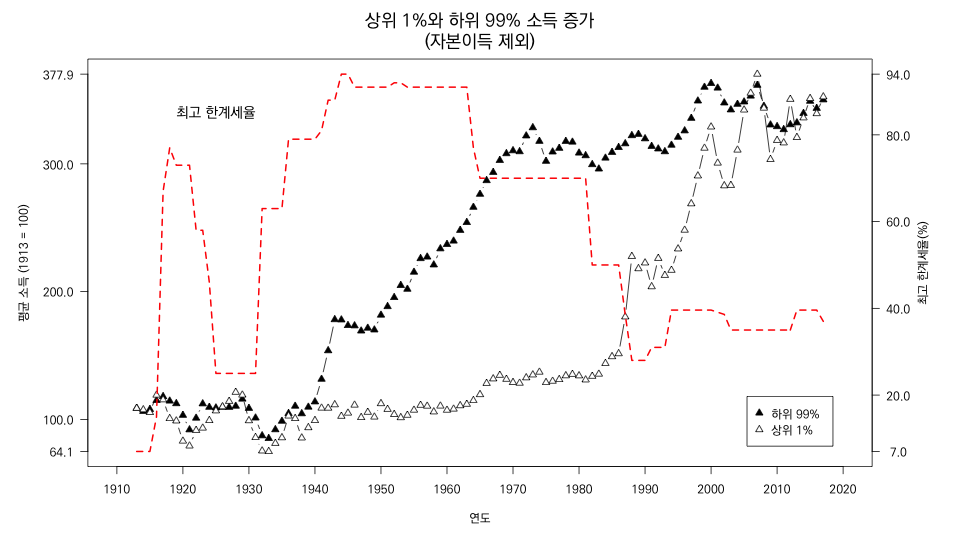 상위 1%와 하위 99% 소득 증가
(자본이득 제외)
377.9
300.0
200.0
100.0
64.1
평균 소득 (1913 = 100)
최고 한계세율
94.0
80.0
60.0
40.0
20.0
7.0
최고 한계세율(%)
하위 99%
상위 1%
1910 1920 1930 1940 1950 1960 1970 1980 1990 2000 2010 2020
연도